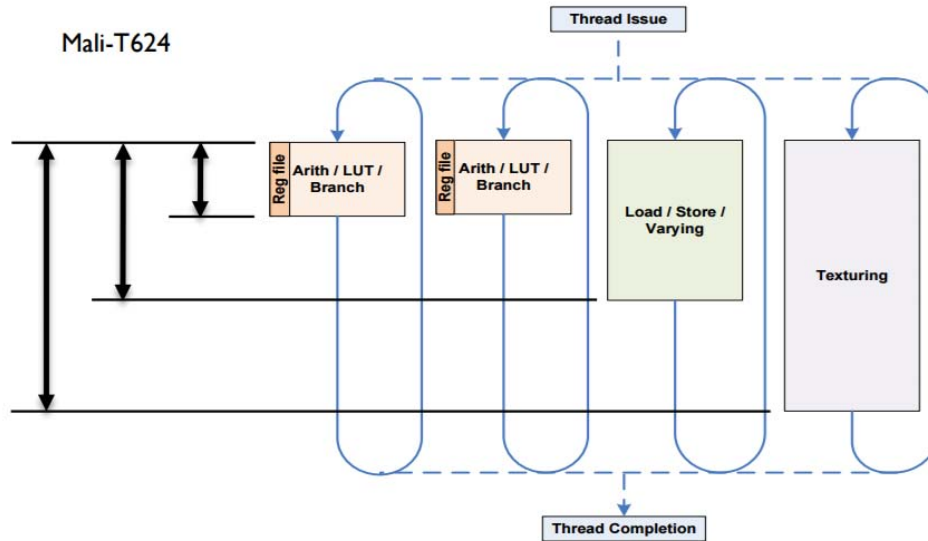 Thread Issue
Mali-T624
Reg file
Arith / LUT /
Branch
Reg file
Arith / LUT /
Branch
Load / Store /
Varying
Texturing
Thread Completion